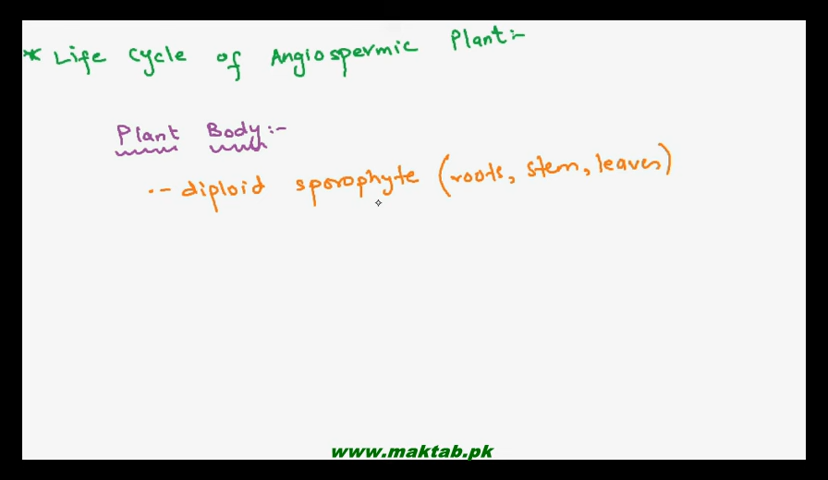 * Life cycle of Angiospermic Plant:-
Plant Body:-
-- diploid sporophyte (roots, stem, leaves)
www.maktab.pk